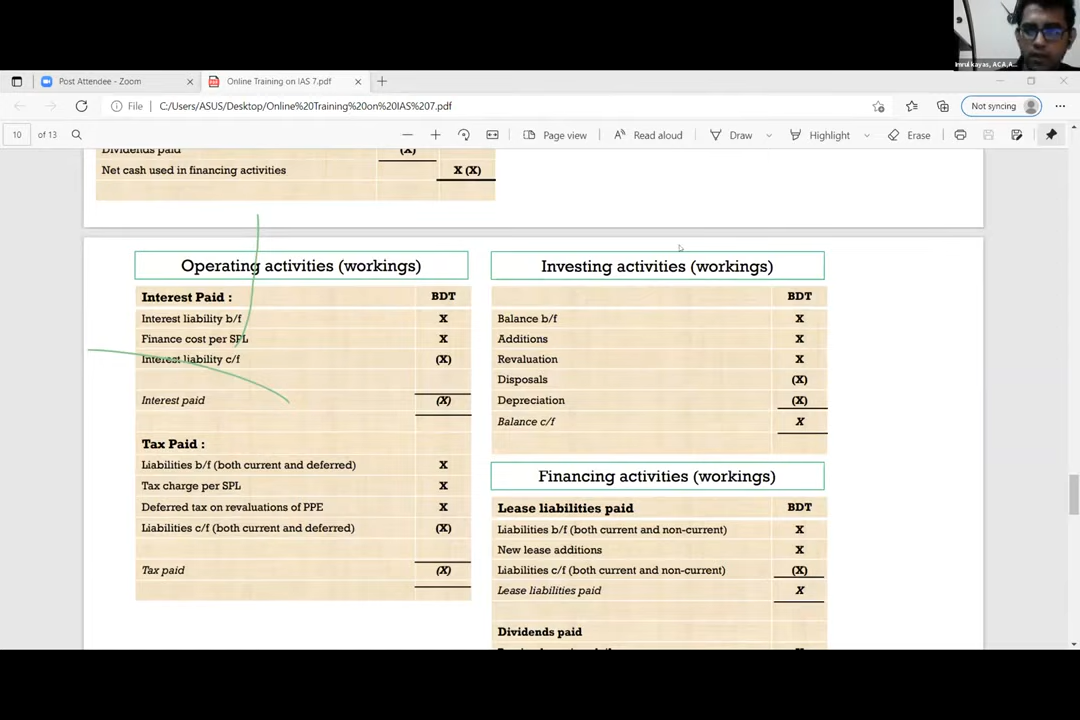 Imrul kayas, ACA,A...
Post Attendee - Zoom
Online Training on IAS 7.pdf
File
C:/Users/ASUS/Desktop/Online%20Training%20on%20IAS%207.pdf
Not syncing
10 of 13
Page view
Read aloud
Draw
Highlight
Erase
Dividends paid (X)
Net cash used in financing activities X (X)
Operating activities (workings)
Interest Paid : BDT
Interest liability b/f X
Finance cost per SPL X
Interest liability c/f (X)
Interest paid (X)
Tax Paid :
Liabilities b/f (both current and deferred) X
Tax charge per SPL X
Deferred tax on revaluations of PPE X
Liabilities c/f (both current and deferred) (X)
Tax paid (X)
Investing activities (workings)
BDT
Balance b/f X
Additions X
Revaluation X
Disposals (X)
Depreciation (X)
Balance c/f X
Financing activities (workings)
Lease liabilities paid BDT
Liabilities b/f (both current and non-current) X
New lease additions X
Liabilities c/f (both current and non-current) (X)
Lease liabilities paid X
Dividends paid